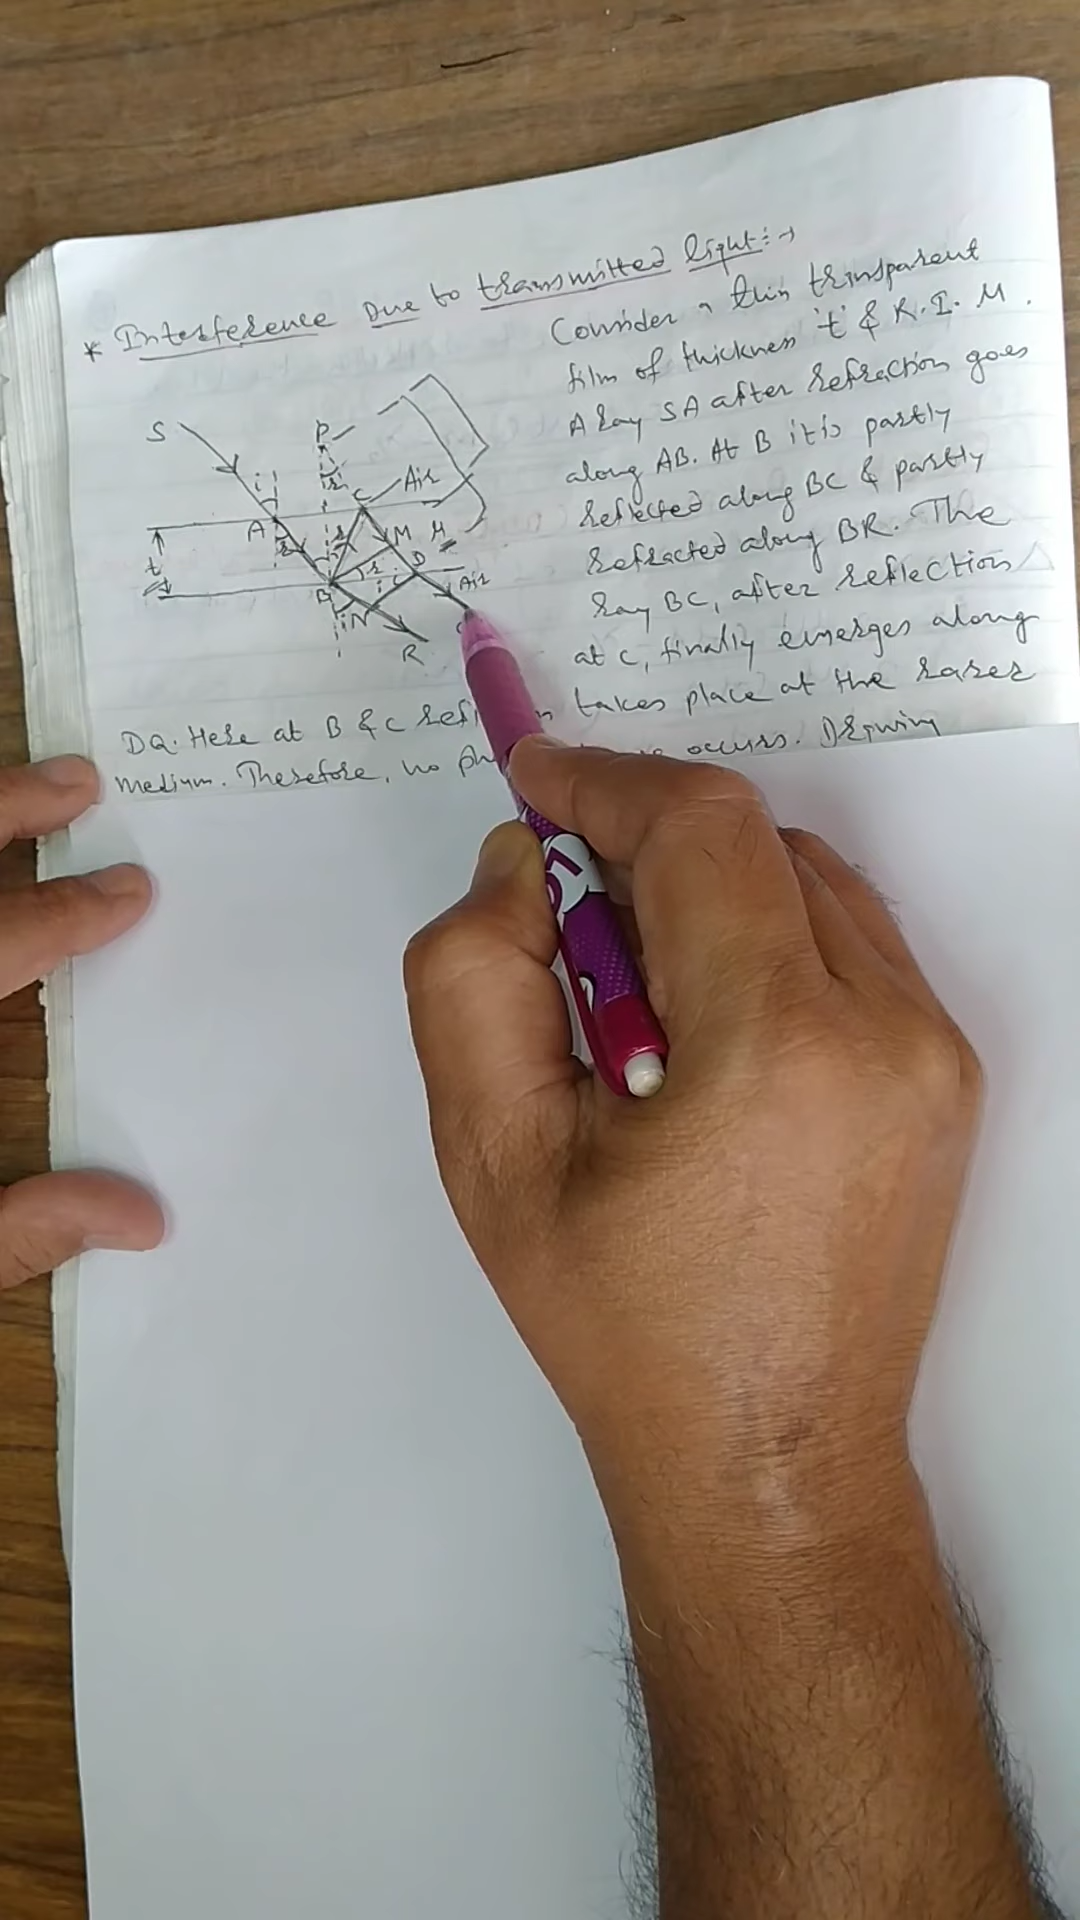 * Interference Due to transmitted light:→
Consider a thin transparent
film of thickness 't' & R.I. μ.
A ray SA after refraction goes
along AB. At B it is partly
reflected along BC & partly
refracted along BR. The
ray BC, after reflection
at C, finally emerges along
DQ. Here at B & C takes place at the rarer
medium. Therefore, no occurs. Drawing
S
P
i
r
C
Air
A
r
r
M
μ
t
D
B
r
i
Air
i
N
R